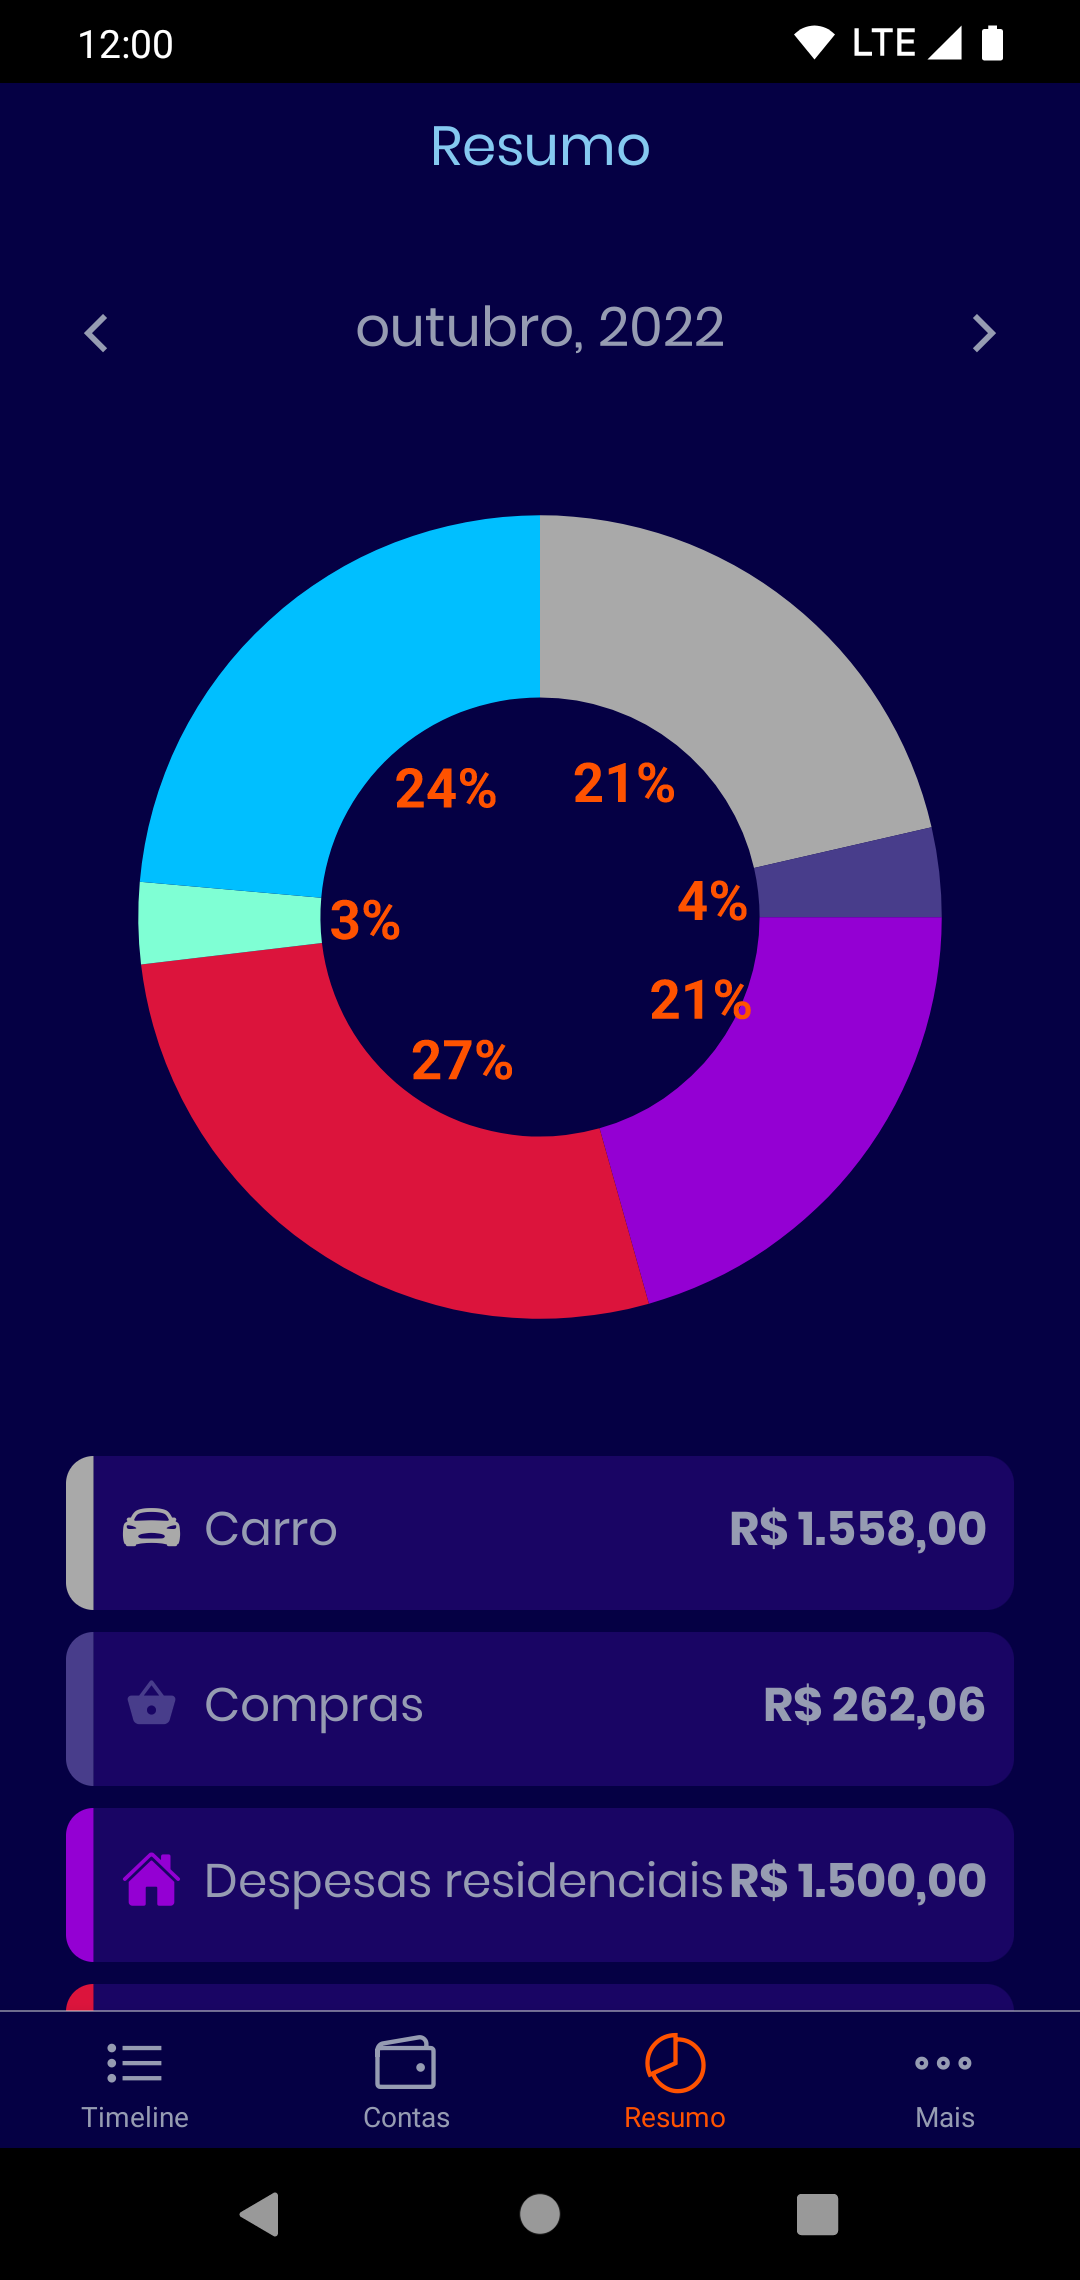 12:00 LTE
Resumo
outubro, 2022
24% 21%
3% 4%
21%
27%
Carro R$ 1.558,00
Compras R$ 262,06
Despesas residenciais R$ 1.500,00
Timeline Contas Resumo Mais